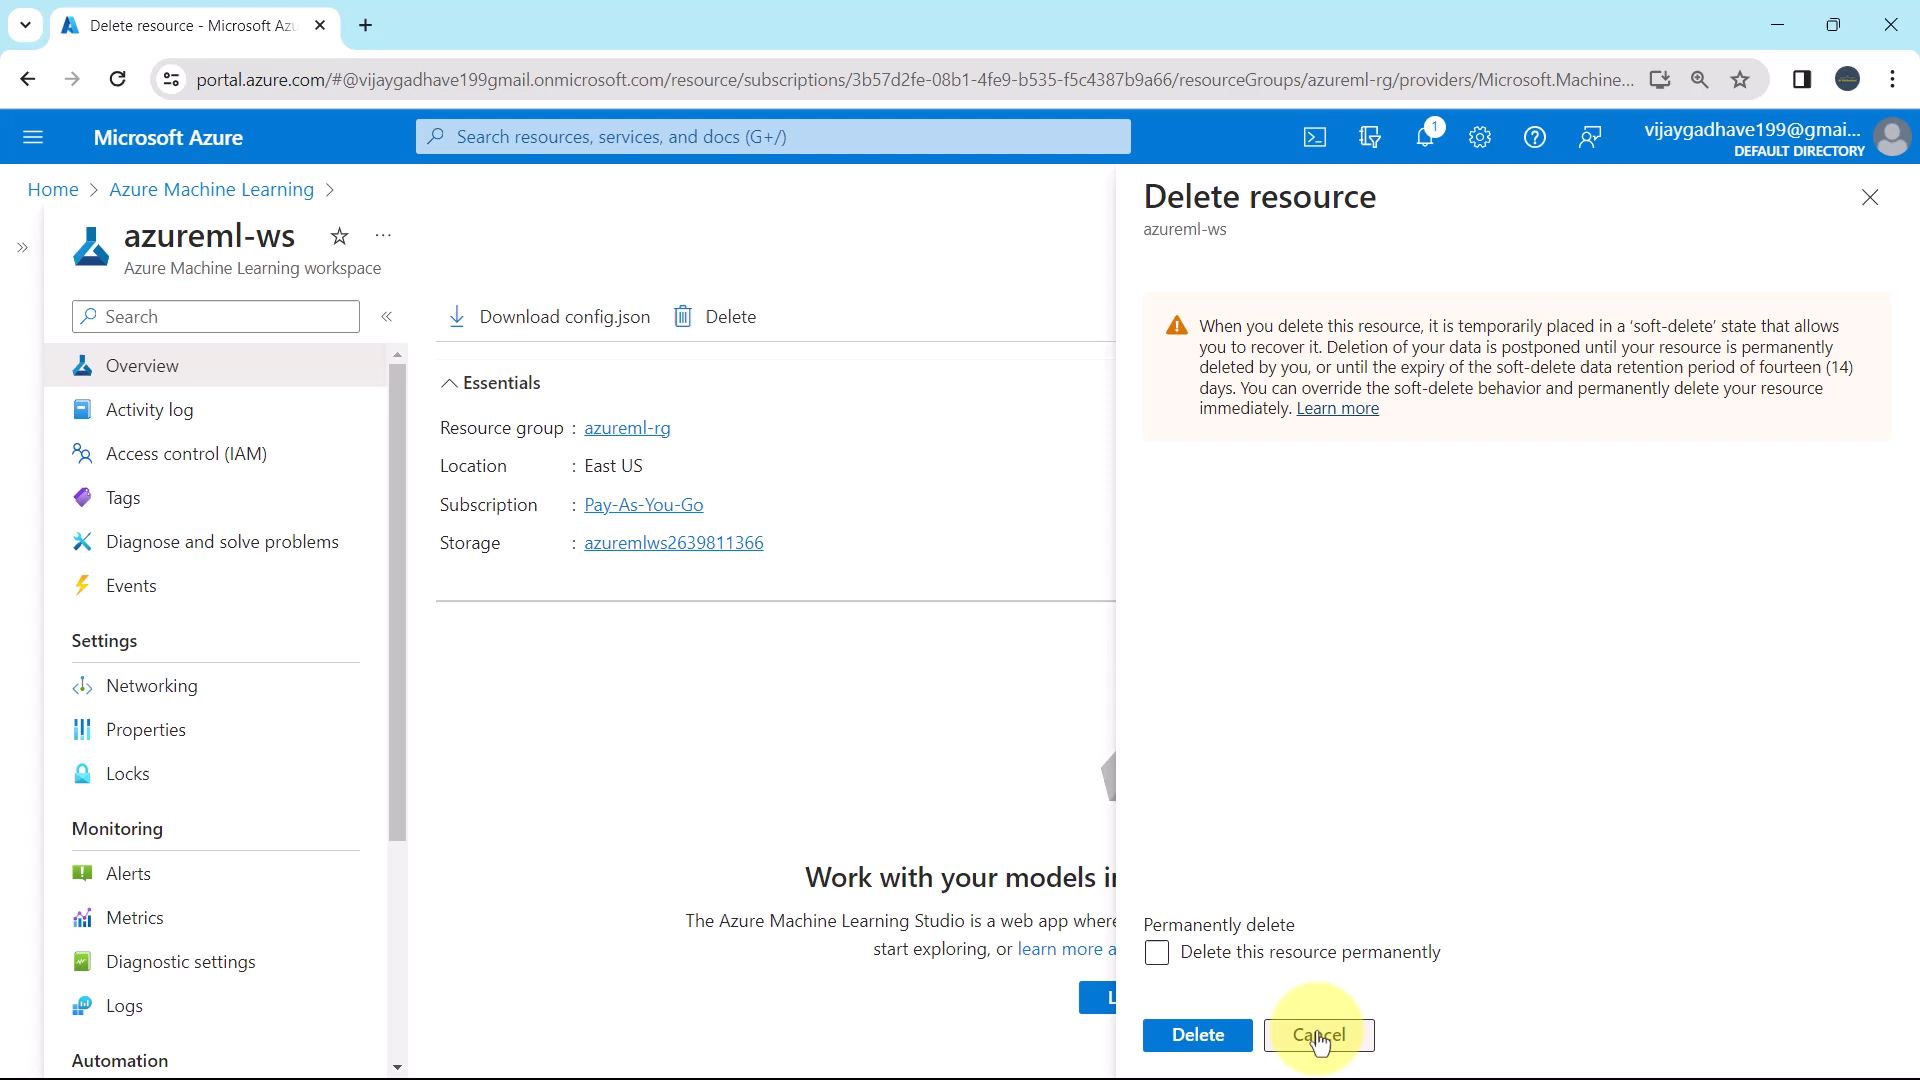 Delete resource - Microsoft Azu
portal.azure.com/#@vijaygadhave199gmail.onmicrosoft.com/resource/subscriptions/3b57d2fe-08b1-4fe9-b535-f5c4387b9a66/resourceGroups/azureml-rg/providers/Microsoft.Machine...
Microsoft Azure
Search resources, services, and docs (G+/)
1
vijaygadhave199@gmai...
DEFAULT DIRECTORY
Home > Azure Machine Learning >
azureml-ws
Azure Machine Learning workspace
Search
Overview
Activity log
Access control (IAM)
Tags
Diagnose and solve problems
Events
Settings
Networking
Properties
Locks
Monitoring
Alerts
Metrics
Diagnostic settings
Logs
Automation
Download config.json
Delete
Essentials
Resource group : azureml-rg
Location : East US
Subscription : Pay-As-You-Go
Storage : azuremlws2639811366
Work with your models i
The Azure Machine Learning Studio is a web app where
start exploring, or learn more a
L
Delete resource
azureml-ws
When you delete this resource, it is temporarily placed in a 'soft-delete' state that allows
you to recover it. Deletion of your data is postponed until your resource is permanently
deleted by you, or until the expiry of the soft-delete data retention period of fourteen (14)
days. You can override the soft-delete behavior and permanently delete your resource
immediately. Learn more
Permanently delete
Delete this resource permanently
Delete
Cancel